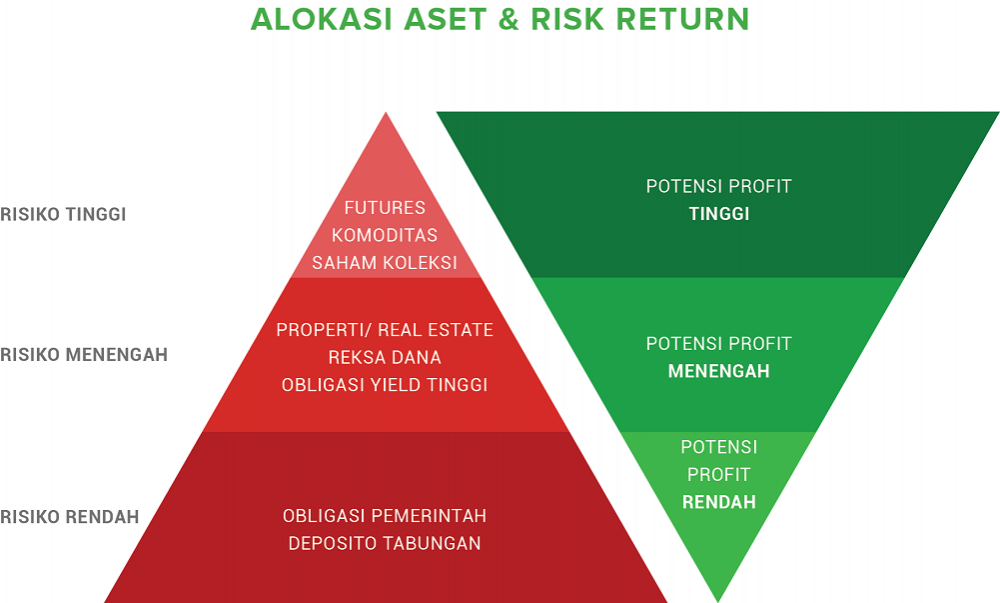 ALOKASI ASET & RISK RETURN
RISIKO TINGGI
FUTURES
KOMODITAS
SAHAM KOLEKSI
POTENSI PROFIT
TINGGI
RISIKO MENENGAH
PROPERTI/ REAL ESTATE
REKSA DANA
OBLIGASI YIELD TINGGI
POTENSI PROFIT
MENENGAH
RISIKO RENDAH
OBLIGASI PEMERINTAH
DEPOSITO TABUNGAN
POTENSI
PROFIT
RENDAH